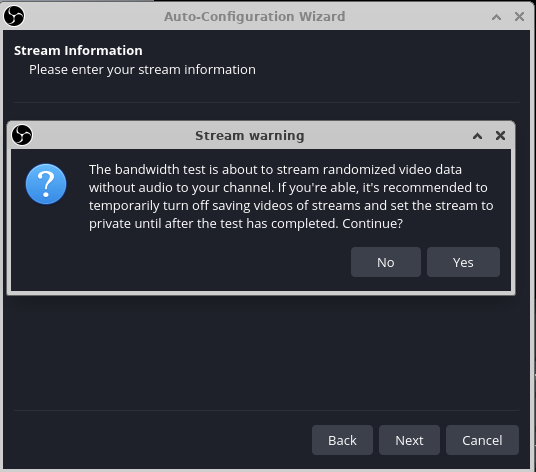 Auto-Configuration Wizard
Stream Information
Please enter your stream information
Stream warning
The bandwidth test is about to stream randomized video data
without audio to your channel. If you're able, it's recommended to
temporarily turn off saving videos of streams and set the stream to
private until after the test has completed. Continue?
No Yes
Back Next Cancel